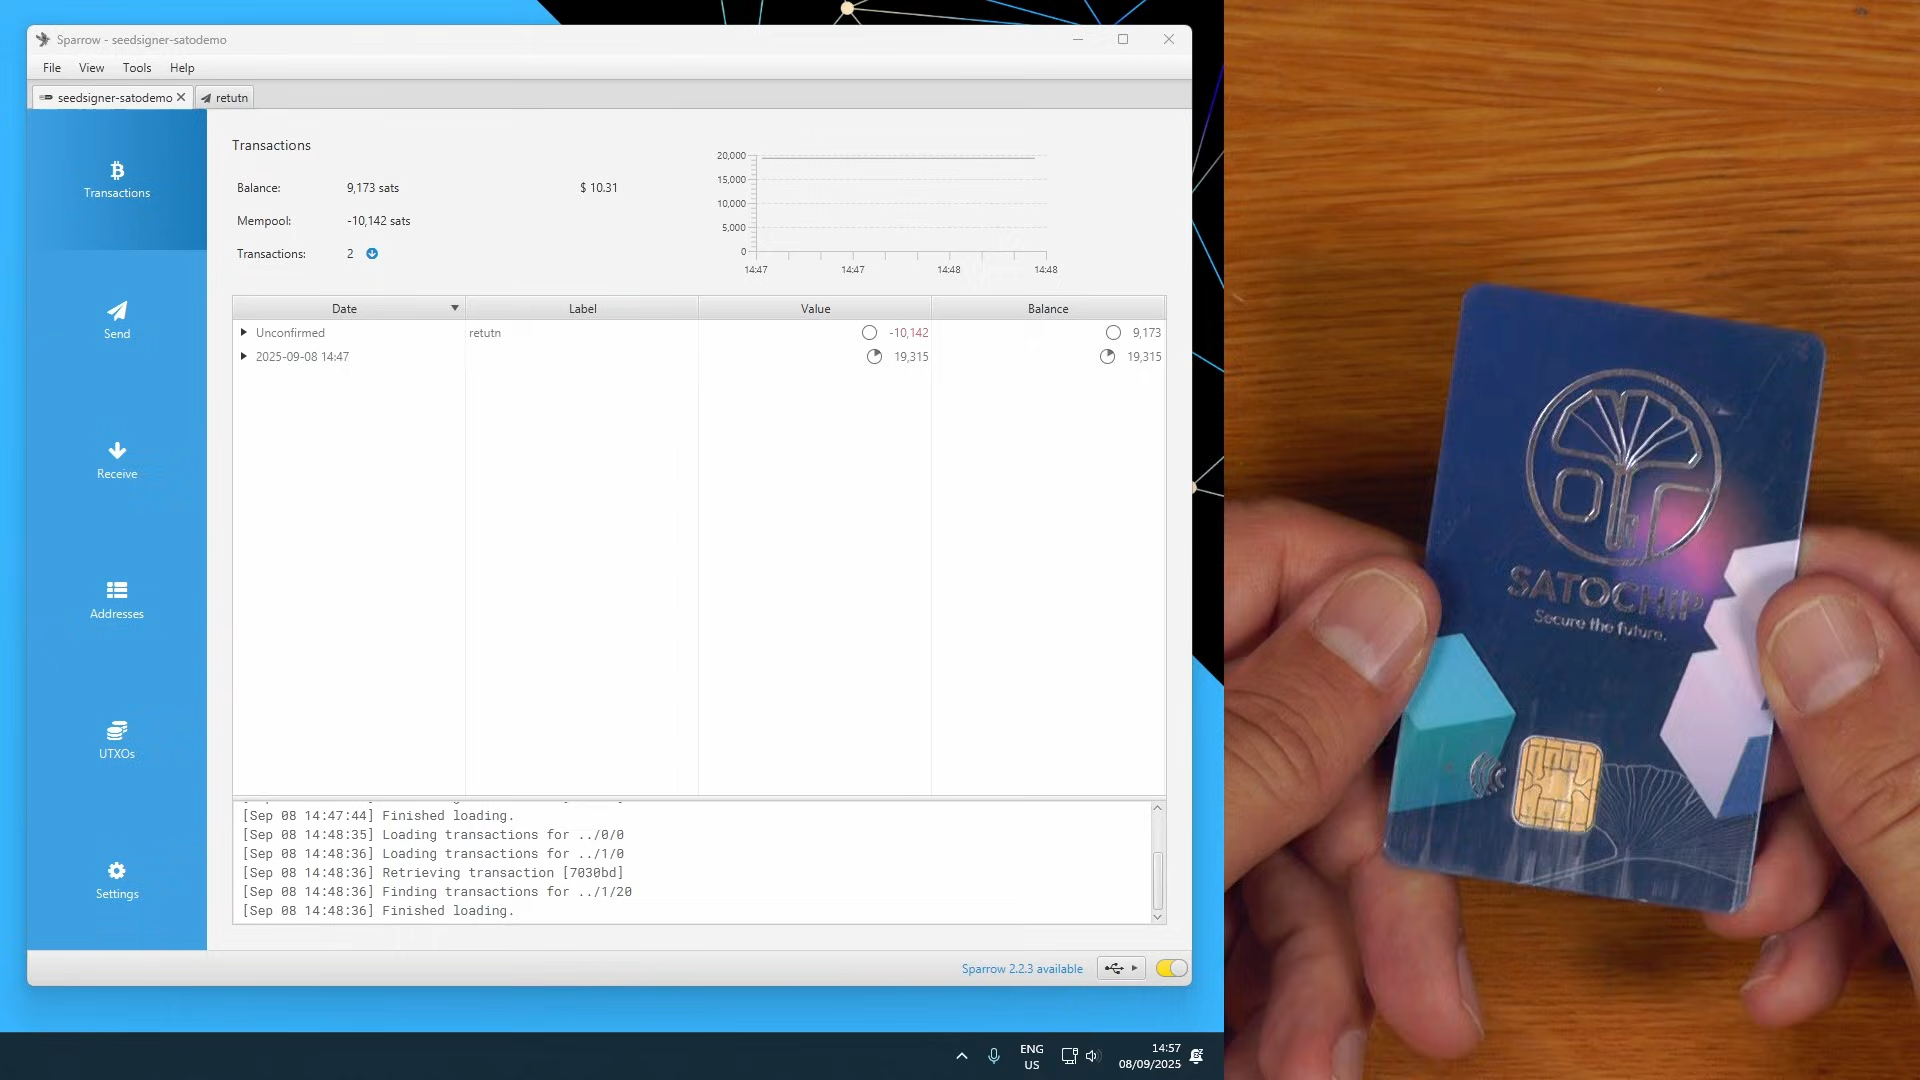 Sparrow - seedsigner-satodemo
File View Tools Help
seedsigner-satodemo retutn
Transactions
Send
Receive
Addresses
UTXOs
Settings
Transactions
Balance: 9,173 sats $ 10.31
Mempool: -10,142 sats
Transactions: 2
20,000
15,000
10,000
5,000
0
14:47 14:47 14:48 14:48
Date Label Value Balance
Unconfirmed retutn -10,142 9,173
2025-09-08 14:47 19,315 19,315
[Sep 08 14:47:44] Finished loading.
[Sep 08 14:48:35] Loading transactions for ../0/0
[Sep 08 14:48:36] Loading transactions for ../1/0
[Sep 08 14:48:36] Retrieving transaction [7030bd]
[Sep 08 14:48:36] Finding transactions for ../1/20
[Sep 08 14:48:36] Finished loading.
Sparrow 2.2.3 available
ENG
US
14:57
08/09/2025
SATOCHIP
Secure the future.